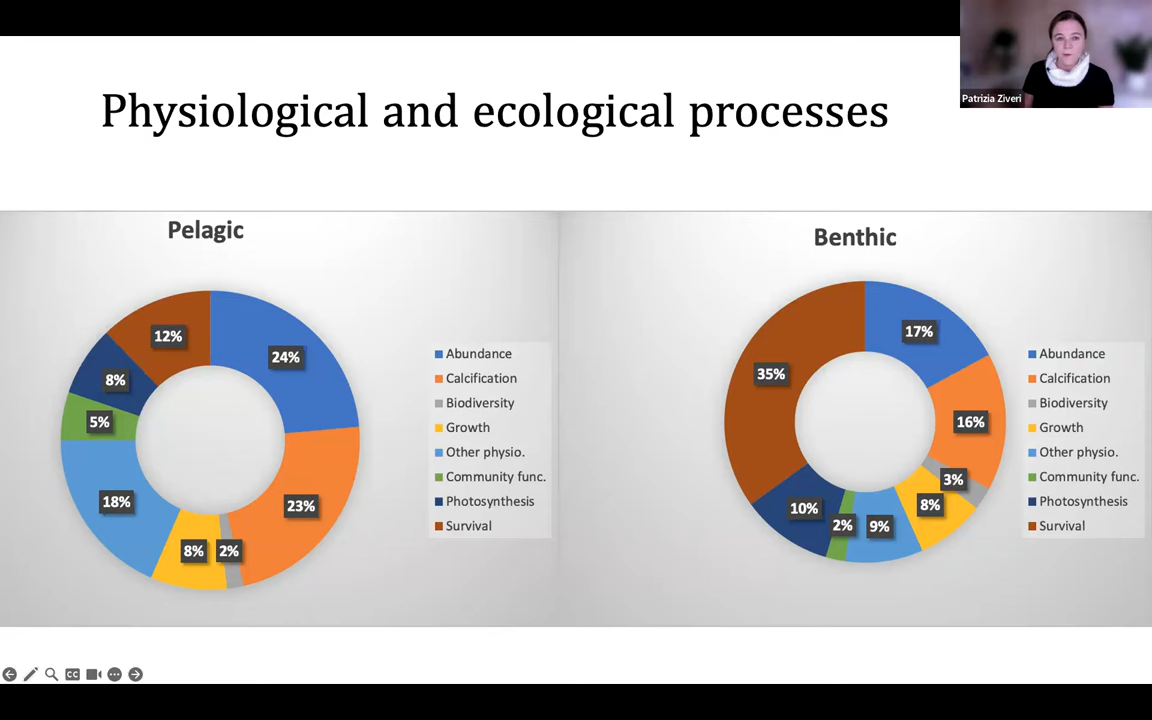 Patrizia Ziveri
Physiological and ecological processes
Pelagic
12%
24%
8%
5%
18%
23%
8%
2%
Abundance
Calcification
Biodiversity
Growth
Other physio.
Community func.
Photosynthesis
Survival
Benthic
17%
35%
16%
3%
8%
10%
2%
9%
Abundance
Calcification
Biodiversity
Growth
Other physio.
Community func.
Photosynthesis
Survival
CC